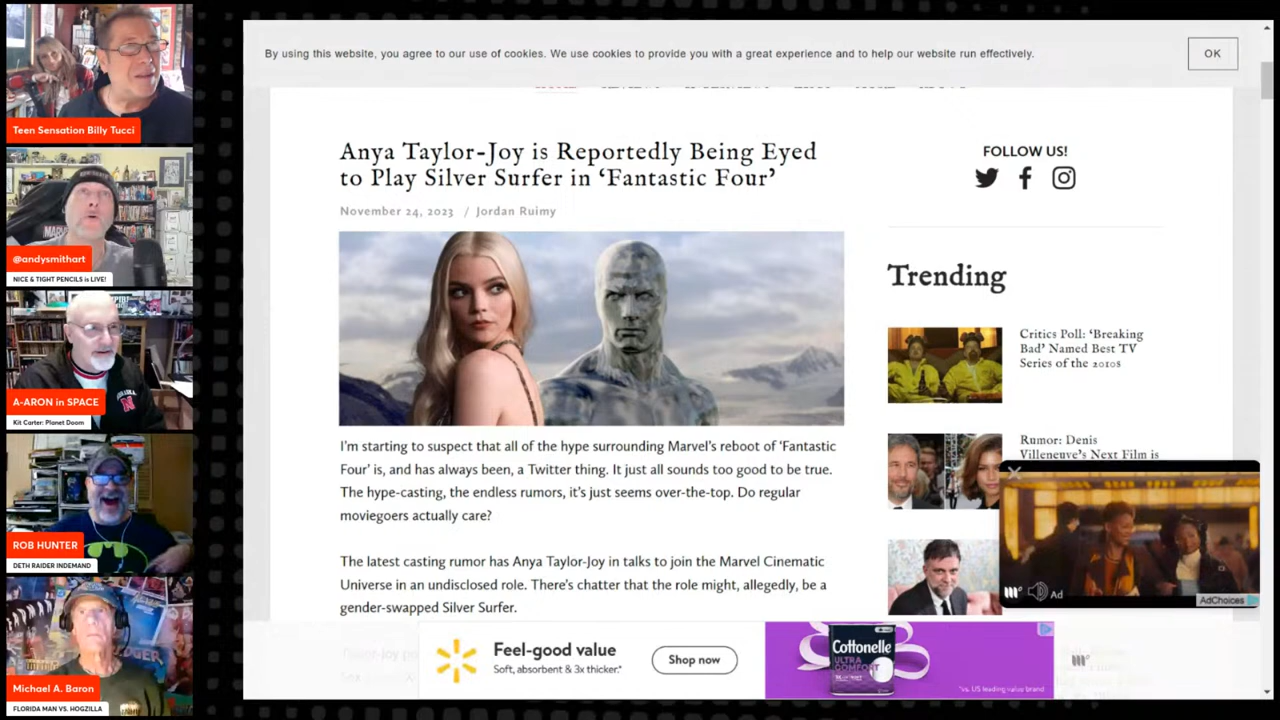 Teen Sensation Billy Tucci
@andysmithart
NICE & TIGHT PENCILS is LIVE!
A-ARON in SPACE
Kit Carter: Planet Doom
ROB HUNTER
DETH RAIDER INDEMAND
Michael A. Baron
FLORIDA MAN VS. HOGZILLA
By using this website, you agree to our use of cookies. We use cookies to provide you with a great experience and to help our website run effectively.
OK
Anya Taylor-Joy is Reportedly Being Eyed
to Play Silver Surfer in ‘Fantastic Four’
November 24, 2023 / Jordan Ruimy
I’m starting to suspect that all of the hype surrounding Marvel’s reboot of ‘Fantastic
Four’ is, and has always been, a Twitter thing. It just all sounds too good to be true.
The hype-casting, the endless rumors, it’s just seems over-the-top. Do regular
moviegoers actually care?
The latest casting rumor has Anya Taylor-Joy in talks to join the Marvel Cinematic
Universe in an undisclosed role. There’s chatter that the role might, allegedly, be a
gender-swapped Silver Surfer.
FOLLOW US!
Trending
Critics Poll: ‘Breaking
Bad’ Named Best TV
Series of the 2010s
Rumor: Denis
Villeneuve’s Next Film is
Ad
AdChoices
Feel-good value
Soft, absorbent & 3x thicker.*
Shop now
Cottonelle
ULTRA
COMFORT
*vs. US leading value brand